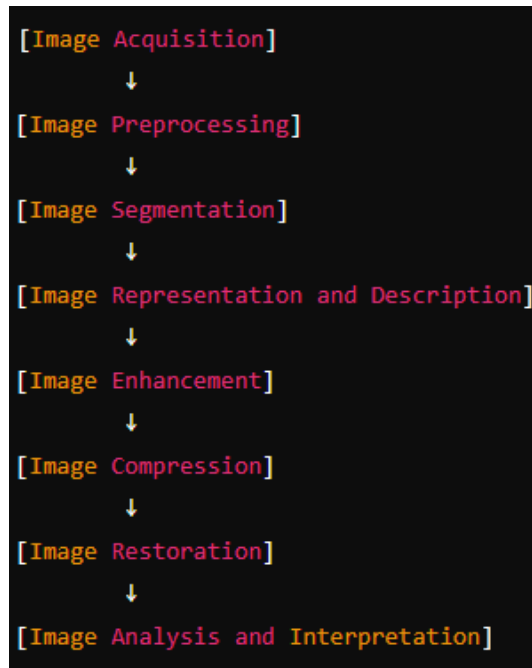 [Image Acquisition]
↓
[Image Preprocessing]
↓
[Image Segmentation]
↓
[Image Representation and Description]
↓
[Image Enhancement]
↓
[Image Compression]
↓
[Image Restoration]
↓
[Image Analysis and Interpretation]